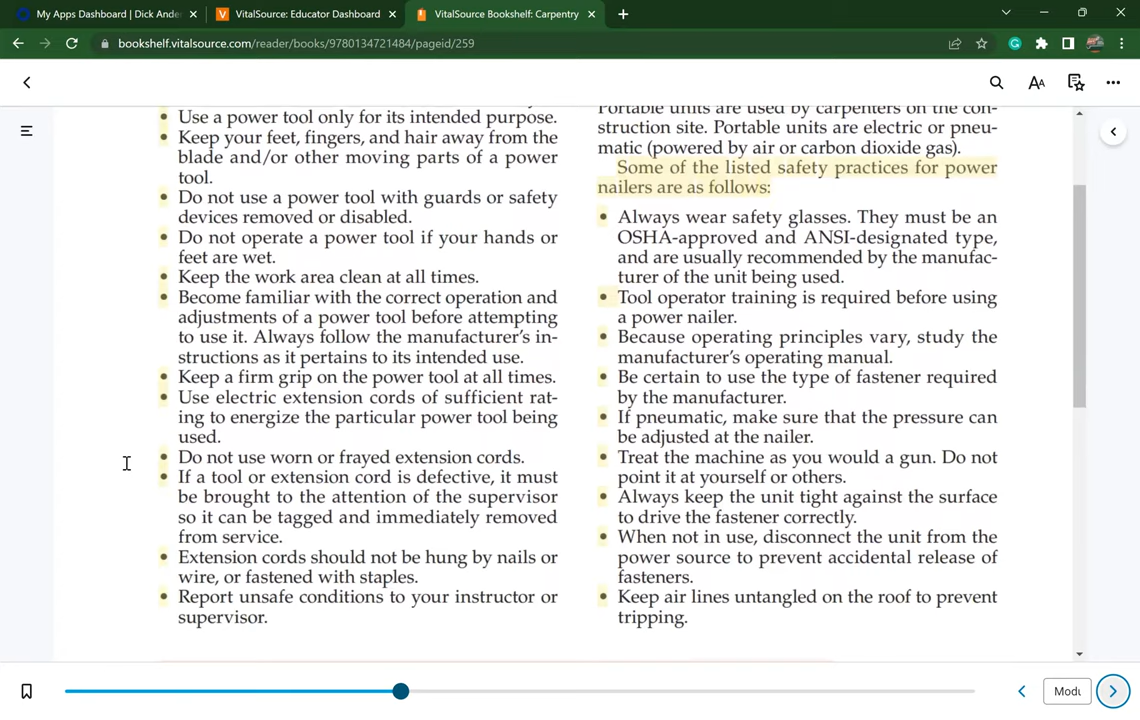 My Apps Dashboard | Dick Ander
VitalSource: Educator Dashboard
VitalSource Bookshelf: Carpentry
bookshelf.vitalsource.com/reader/books/9780134721484/pageid/259
• Use a power tool only for its intended purpose.
• Keep your feet, fingers, and hair away from the
blade and/or other moving parts of a power
tool.
• Do not use a power tool with guards or safety
devices removed or disabled.
• Do not operate a power tool if your hands or
feet are wet.
• Keep the work area clean at all times.
• Become familiar with the correct operation and
adjustments of a power tool before attempting
to use it. Always follow the manufacturer's in-
structions as it pertains to its intended use.
• Keep a firm grip on the power tool at all times.
• Use electric extension cords of sufficient rat-
ing to energize the particular power tool being
used.
• Do not use worn or frayed extension cords.
• If a tool or extension cord is defective, it must
be brought to the attention of the supervisor
so it can be tagged and immediately removed
from service.
• Extension cords should not be hung by nails or
wire, or fastened with staples.
• Report unsafe conditions to your instructor or
supervisor.
Portable units are used by carpenters on the con-
struction site. Portable units are electric or pneu-
matic (powered by air or carbon dioxide gas).
Some of the listed safety practices for power
nailers are as follows:
• Always wear safety glasses. They must be an
OSHA-approved and ANSI-designated type,
and are usually recommended by the manufac-
turer of the unit being used.
• Tool operator training is required before using
a power nailer.
• Because operating principles vary, study the
manufacturer's operating manual.
• Be certain to use the type of fastener required
by the manufacturer.
• If pneumatic, make sure that the pressure can
be adjusted at the nailer.
• Treat the machine as you would a gun. Do not
point it at yourself or others.
• Always keep the unit tight against the surface
to drive the fastener correctly.
• When not in use, disconnect the unit from the
power source to prevent accidental release of
fasteners.
• Keep air lines untangled on the roof to prevent
tripping.
Modu